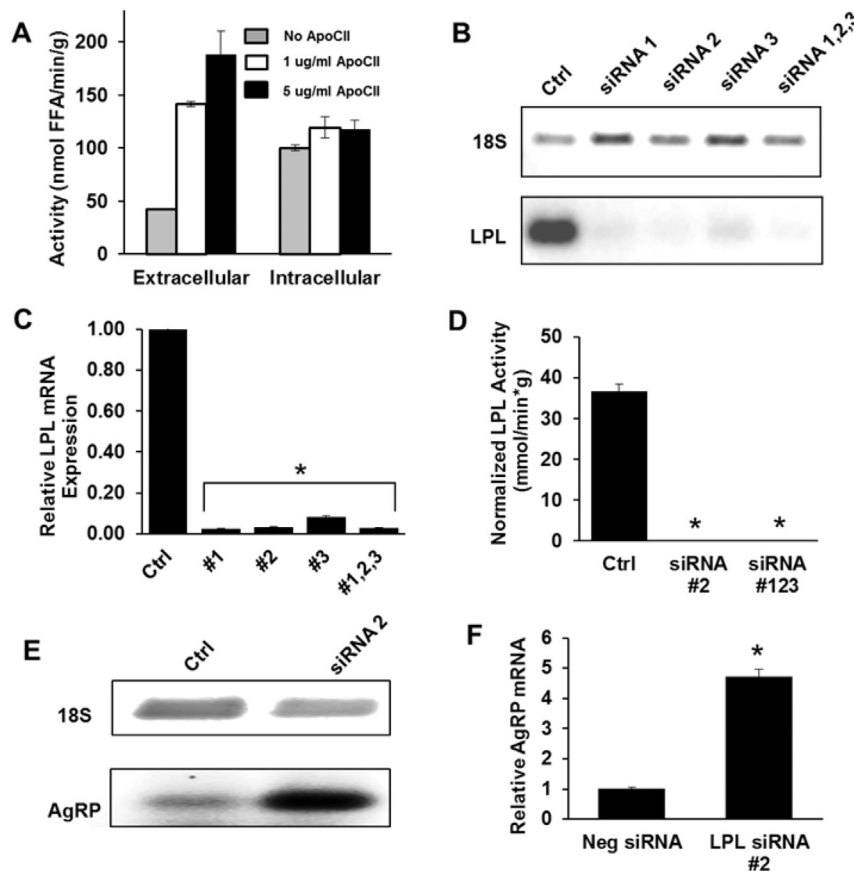 A
Activity (nmol FFA/min/g)
200
150
100
50
0
No ApoCII
1 ug/ml ApoCII
5 ug/ml ApoCII
Extracellular
Intracellular
B
Ctrl
siRNA 1
siRNA 2
siRNA 3
siRNA 1,2,3
18S
LPL
C
Relative LPL mRNA
Expression
1.00
0.80
0.60
0.40
0.20
0.00
*
Ctrl
#1
#2
#3
#1,2,3
D
Normalized LPL Activity
(mmol/min*g)
50
40
30
20
10
0
* *
Ctrl
siRNA
#2
siRNA
#123
E
Ctrl
siRNA 2
18S
AgRP
F
Relative AgRP mRNA
6
5
4
3
2
1
0
*
Neg siRNA
LPL siRNA
#2